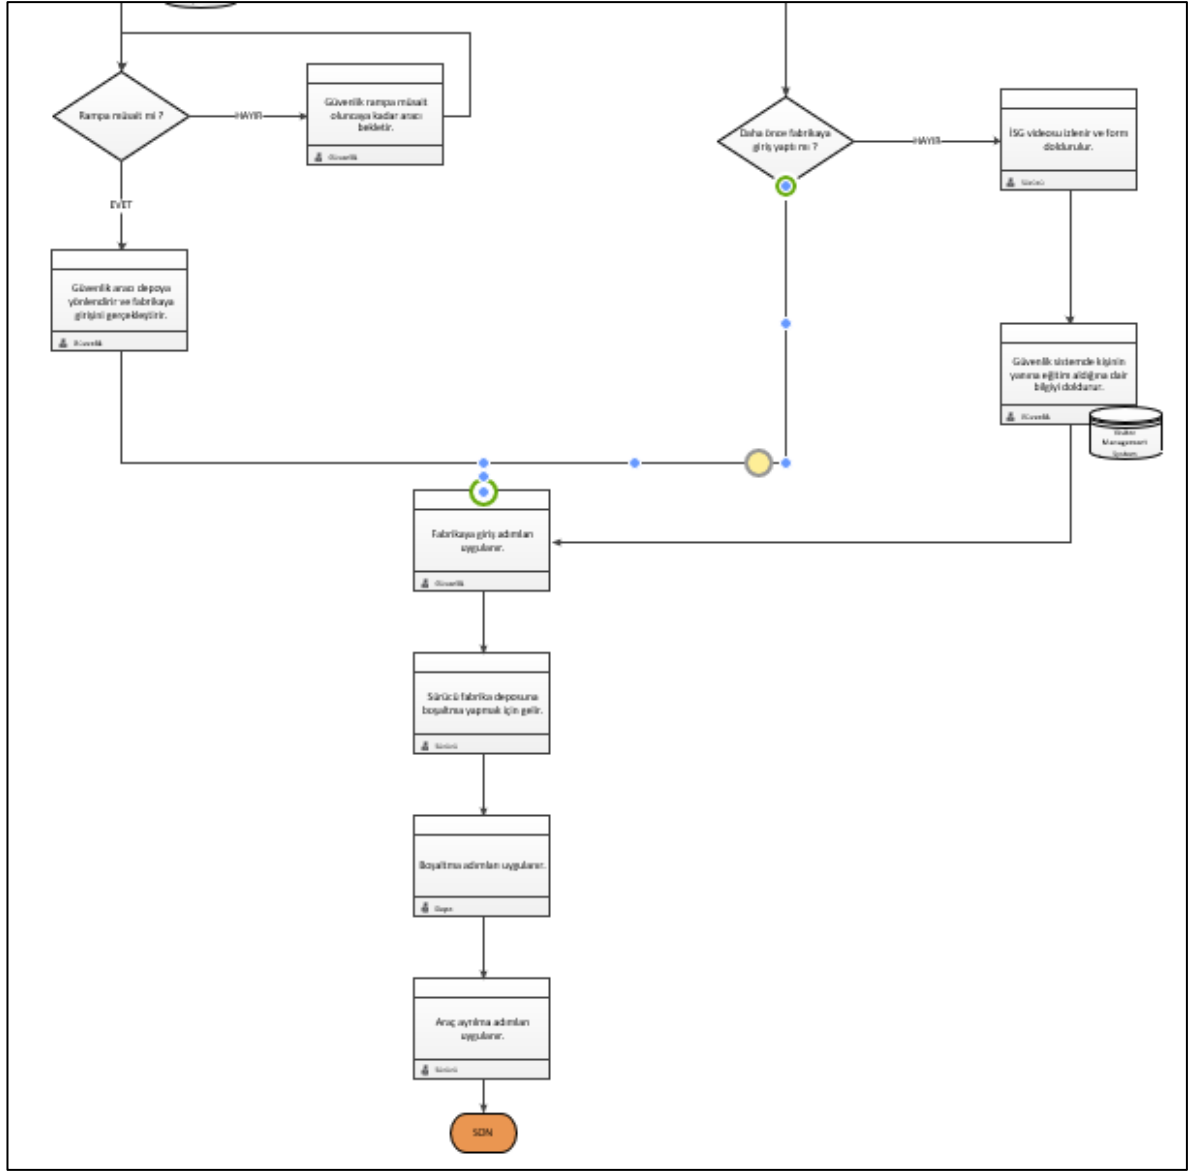 Rampa müsait mi ?
HAYIR
Güvenlik rampa müsait
oluncaya kadar aracı
bekletir.
Güvenlik
EVET
Güvenlik aracı depoya
yönlendirir ve fabrikaya
girişini gerçekleştirir.
Güvenlik
Daha önce fabrikaya
giriş yaptı mı ?
HAYIR
İSG videosu izlenir ve form
doldurulur.
Sürücü
Güvenlik sistemde kişinin
yanına eğitim aldığına dair
bilgiyi doldurur.
Güvenlik
Management
System
Fabrikaya giriş adımları
uygulanır.
Güvenlik
Sürücü fabrika deposuna
boşaltma yapmak için gelir.
Sürücü
Boşaltma adımları uygulanır.
Depo
Araç ayrılma adımları
uygulanır.
Sürücü
SON